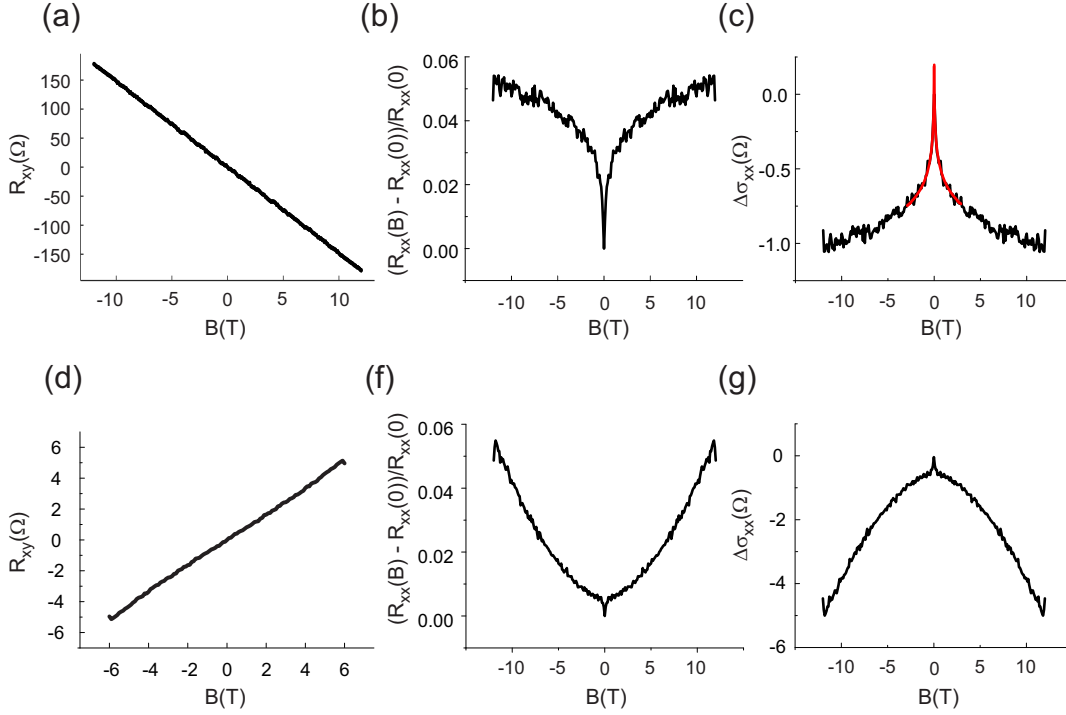 (a)
R_xy(Ω)
150
100
50
0
-50
-100
-150
-10 -5 0 5 10
B(T)
(b)
(R_xx(B) - R_xx(0))/R_xx(0)
0.06
0.04
0.02
0.00
-10 -5 0 5 10
B(T)
(c)
Δσ_xx(Ω)
0.0
-0.5
-1.0
-10 -5 0 5 10
B(T)
(d)
R_xy(Ω)
6
4
2
0
-2
-4
-6
-6 -4 -2 0 2 4 6
B(T)
(f)
(R_xx(B) - R_xx(0))/R_xx(0)
0.06
0.04
0.02
0.00
-10 -5 0 5 10
B(T)
(g)
Δσ_xx(Ω)
0
-2
-4
-6
-10 -5 0 5 10
B(T)